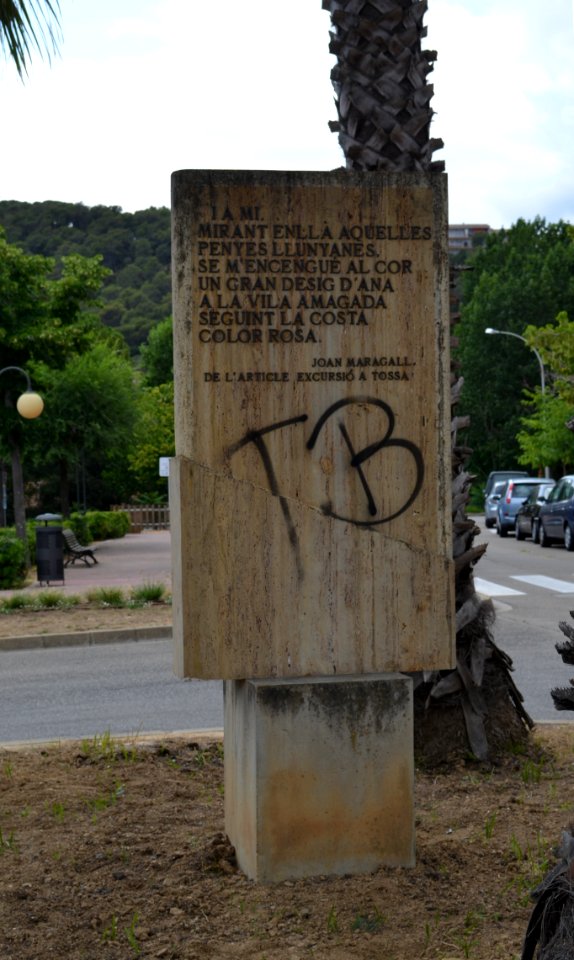 I A MI.
MIRANT ENLLÀ AQUELLES
PENYES LLUNYANES,
SE M'ENCENGUÉ AL COR
UN GRAN DESIG D'ANA
A LA VILA AMAGADA
SEGUINT LA COSTA
COLOR ROSA.
JOAN MARAGALL.
DE L'ARTICLE EXCURSIÓ A TOSSA
TB